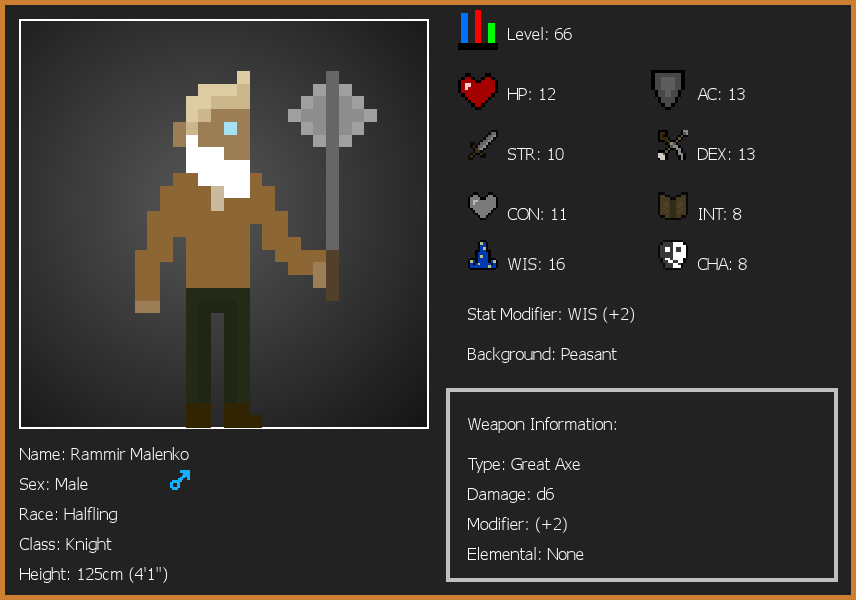 Level: 66
HP: 12
AC: 13
STR: 10
DEX: 13
CON: 11
INT: 8
WIS: 16
CHA: 8
Stat Modifier: WIS (+2)
Background: Peasant
Weapon Information:
Type: Great Axe
Damage: d6
Modifier: (+2)
Elemental: None
Name: Rammir Malenko
Sex: Male
Race: Halfling
Class: Knight
Height: 125cm (4'1")